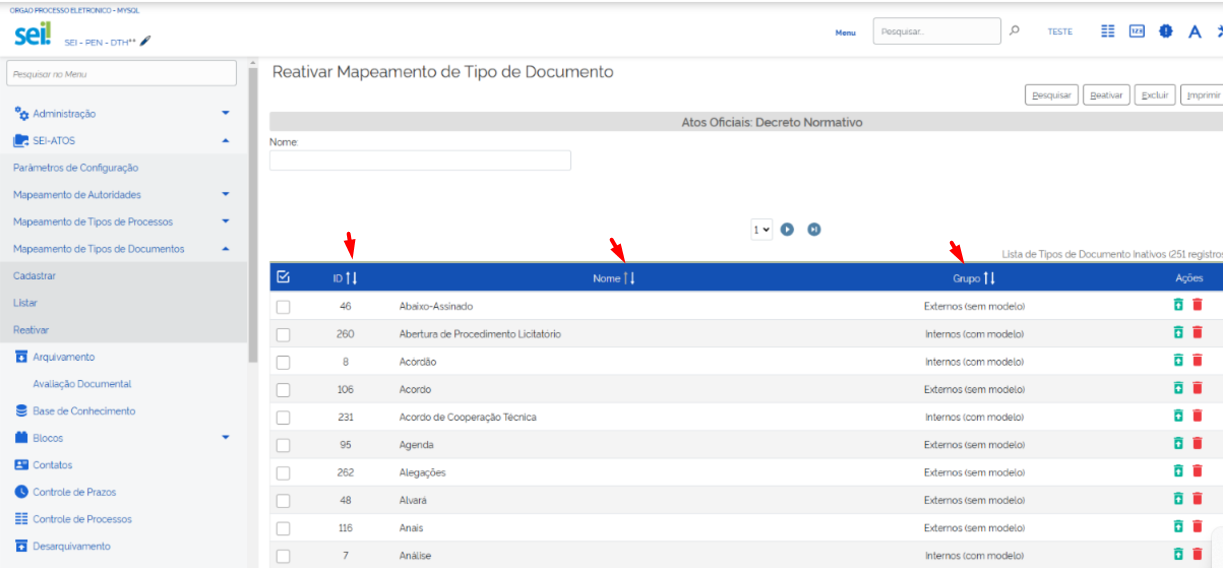 ORGAO PROCESSO ELETRONICO - MYSQL
sei! SEI - PEN - DTH** Menu Pesquisar... TESTE 123 A
Pesquisar no Menu
Reativar Mapeamento de Tipo de Documento
Pesquisar Reativar Excluir Imprimir
Administração
Atos Oficiais: Decreto Normativo
SEI-ATOS
Nome:
Parâmetros de Configuração
Mapeamento de Autoridades
Mapeamento de Tipos de Processos
1
Mapeamento de Tipos de Documentos
Lista de Tipos de Documento Inativos (251 registros
Cadastrar
Listar
Reativar
Arquivamento
Avaliação Documental
Base de Conhecimento
Blocos
Contatos
Controle de Prazos
Controle de Processos
Desarquivamento
ID Nome Grupo Ações
46 Abaixo-Assinado Externos (sem modelo)
260 Abertura de Procedimento Licitatório Internos (com modelo)
8 Acórdão Internos (com modelo)
106 Acordo Externos (sem modelo)
231 Acordo de Cooperação Técnica Internos (com modelo)
95 Agenda Externos (sem modelo)
262 Alegações Externos (sem modelo)
48 Alvará Externos (sem modelo)
116 Anais Externos (sem modelo)
7 Análise Internos (com modelo)